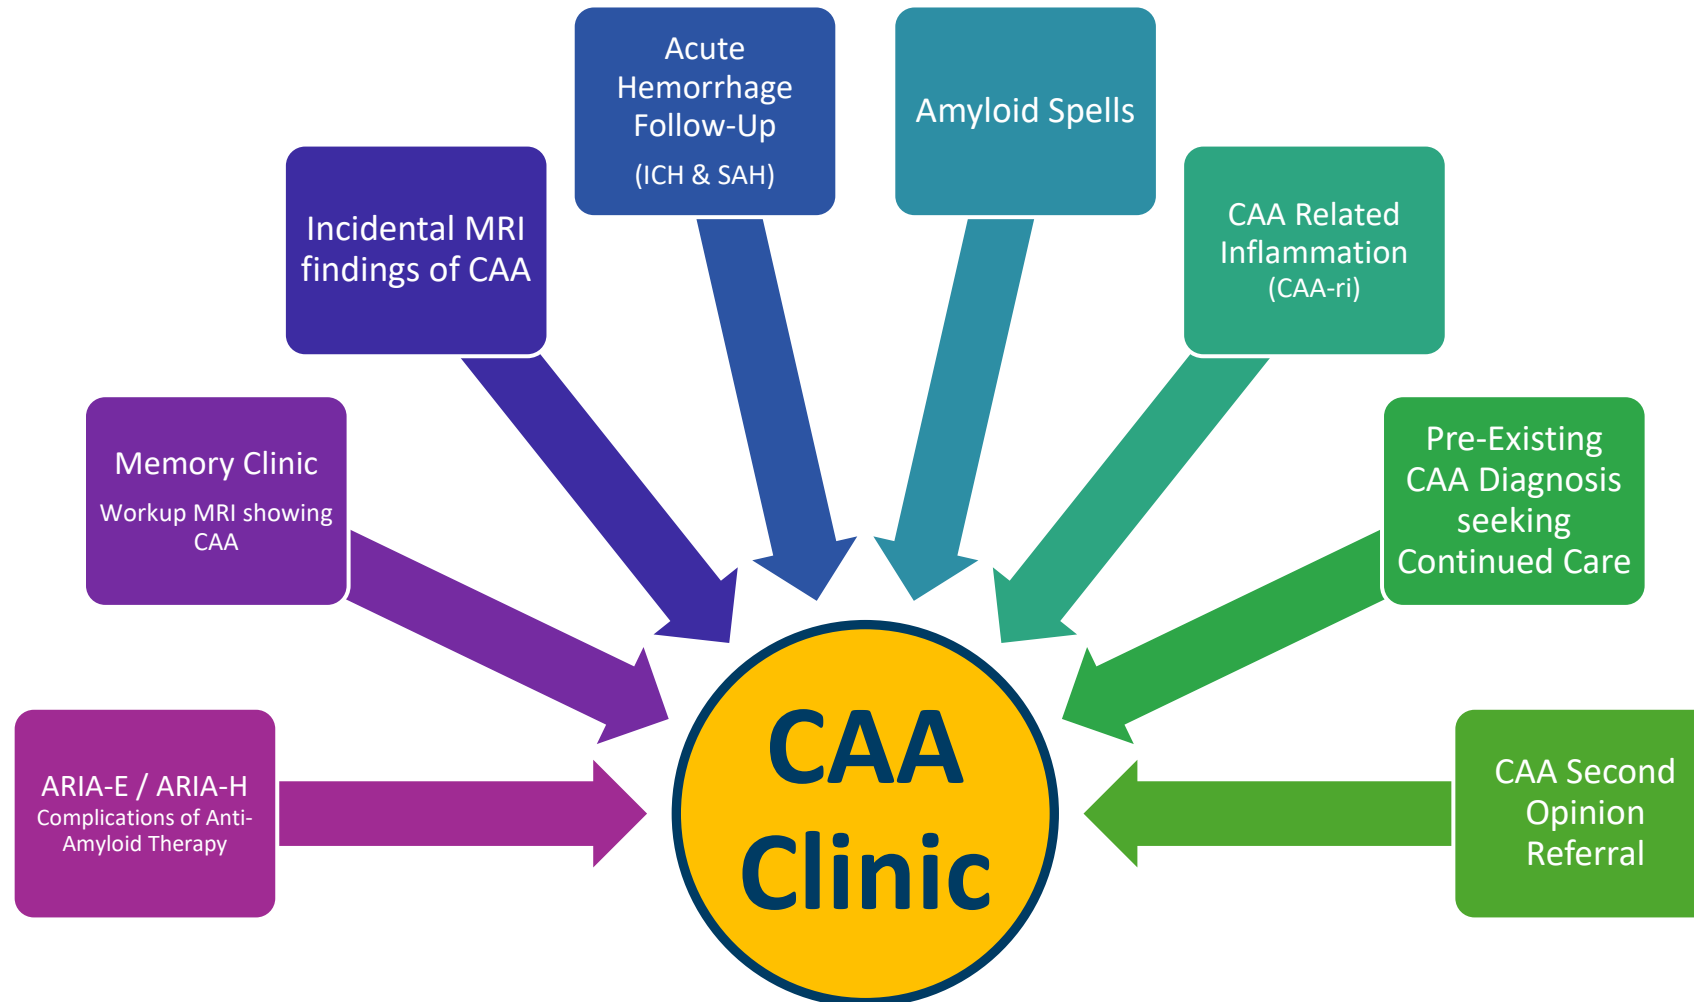 Acute
Hemorrhage
Follow-Up
(ICH & SAH)
Amyloid Spells
Incidental MRI
findings of CAA
CAA Related
Inflammation
(CAA-ri)
Memory Clinic
Workup MRI showing
CAA
Pre-Existing
CAA Diagnosis
seeking
Continued Care
ARIA-E / ARIA-H
Complications of Anti-
Amyloid Therapy
CAA
Clinic
CAA Second
Opinion
Referral